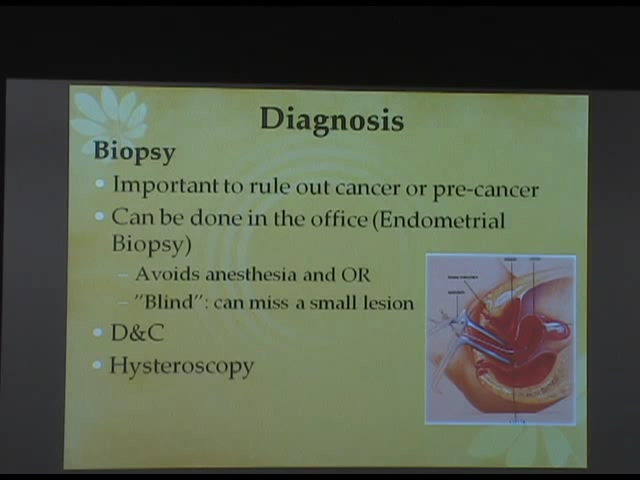 Diagnosis
Biopsy
Important to rule out cancer or pre-cancer
Can be done in the office (Endometrial
Biopsy)
– Avoids anesthesia and OR
– "Blind": can miss a small lesion
D&C
Hysteroscopy